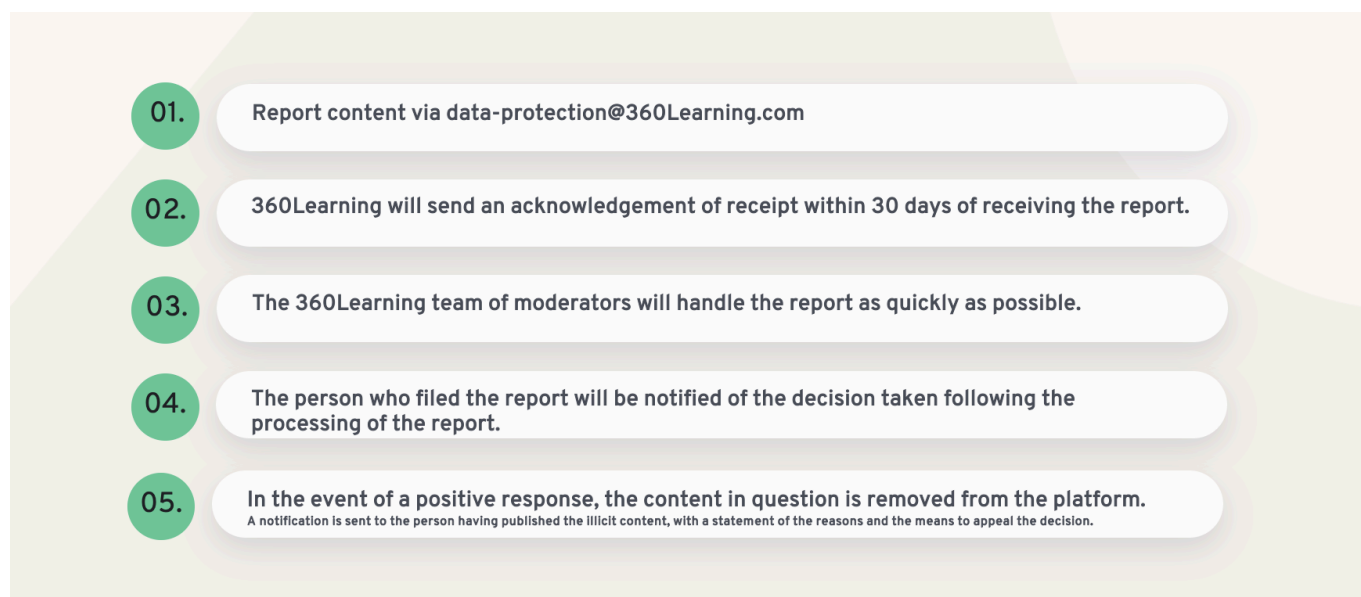 01.
Report content via data-protection@360Learning.com
02.
360Learning will send an acknowledgement of receipt within 30 days of receiving the report.
03.
The 360Learning team of moderators will handle the report as quickly as possible.
04.
The person who filed the report will be notified of the decision taken following the
processing of the report.
05.
In the event of a positive response, the content in question is removed from the platform.
A notification is sent to the person having published the illicit content, with a statement of the reasons and the means to appeal the decision.